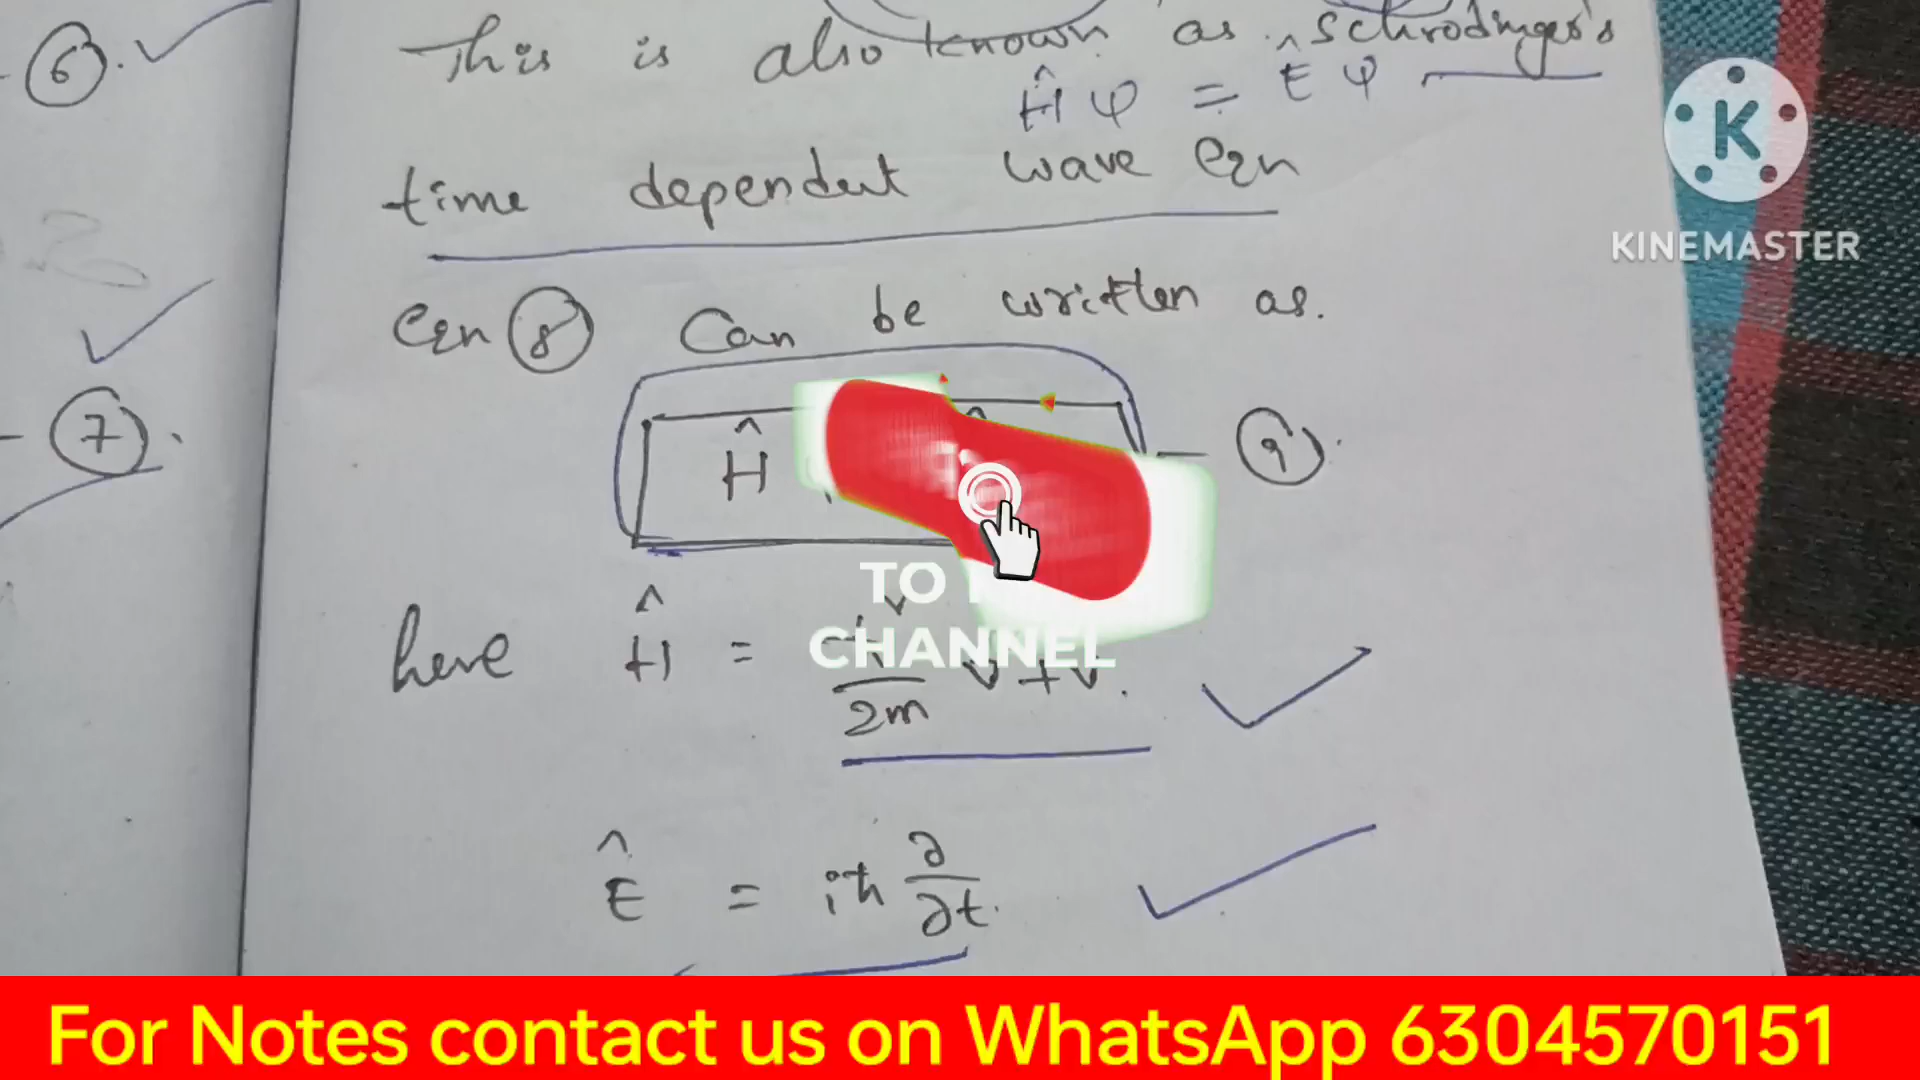 6.
This is also known as Schrodinger's
Ĥ φ = Ê φ
time dependent wave Eqn
KINEMASTER
Eqn 8 Can be written as.
7.
Ĥ
9.
TO
CHANNEL
here Ĥ =
2m
+ V.
Ê = iħ ∂/∂t.
For Notes contact us on WhatsApp 6304570151